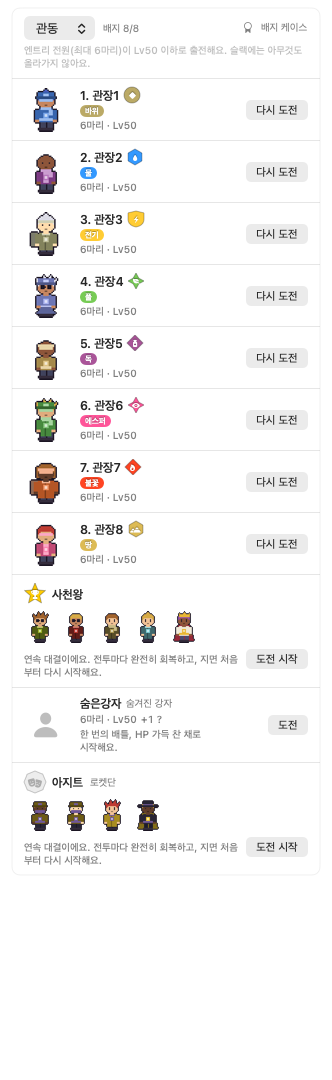 관동
배지 8/8
배지 케이스
엔트리 전원(최대 6마리)이 Lv50 이하로 출전해요. 술랙에는 아무것도
올라가지 않아요.
1. 관장1
바위
6마리 · Lv50
다시 도전
2. 관장2
물
6마리 · Lv50
다시 도전
3. 관장3
전기
6마리 · Lv50
다시 도전
4. 관장4
풀
6마리 · Lv50
다시 도전
5. 관장5
독
6마리 · Lv50
다시 도전
6. 관장6
에스퍼
6마리 · Lv50
다시 도전
7. 관장7
불꽃
6마리 · Lv50
다시 도전
8. 관장8
땅
6마리 · Lv50
다시 도전
사천왕
연속 대결이에요. 전투마다 완전히 회복하고, 지면 처음
부터 다시 시작해요.
도전 시작
숨은강자 숨겨진 강자
6마리 · Lv50 +1 ?
한 번의 배틀, HP 가득 찬 채로
시작해요.
도전
아지트 로켓단
연속 대결이에요. 전투마다 완전히 회복하고, 지면 처음
부터 다시 시작해요.
도전 시작